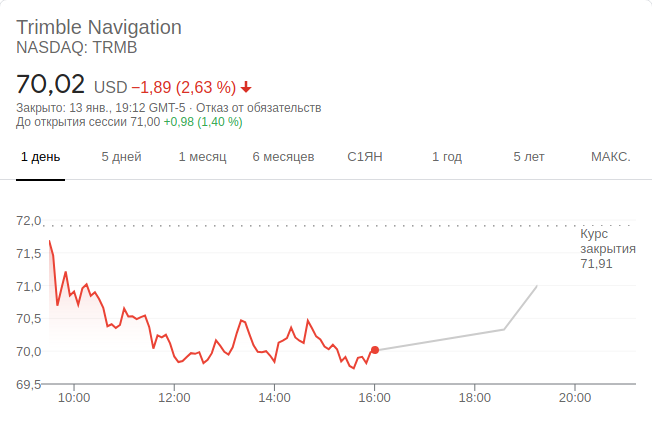 Trimble Navigation
NASDAQ: TRMB
70,02 USD −1,89 (2,63 %)
Закрыто: 13 янв., 19:12 GMT-5 · Отказ от обязательств
До открытия сессии 71,00 +0,98 (1,40 %)
1 день 5 дней 1 месяц 6 месяцев С1ЯН 1 год 5 лет МАКС.
72,0
Курс
закрытия
71,91
71,5
71,0
70,5
70,0
69,5
10:00 12:00 14:00 16:00 18:00 20:00